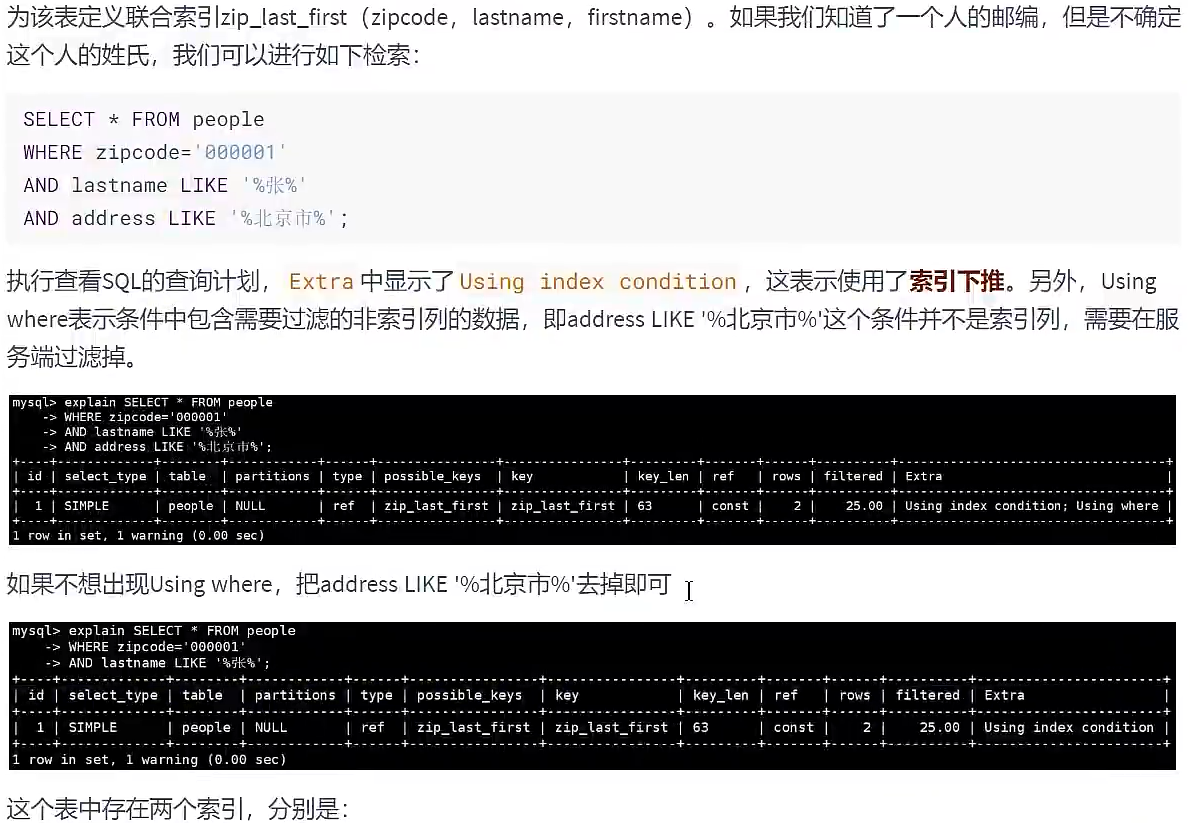 为该表定义联合索引zip_last_first（zipcode，lastname，firstname）。如果我们知道了一个人的邮编，但是不确定
这个人的姓氏，我们可以进行如下检索：
SELECT * FROM people
WHERE zipcode='000001'
AND lastname LIKE '%张%'
AND address LIKE '%北京市%';
执行查看SQL的查询计划，Extra 中显示了 Using index condition ，这表示使用了索引下推。另外，Using
where表示条件中包含需要过滤的非索引列的数据，即address LIKE '%北京市%'这个条件并不是索引列，需要在服
务端过滤掉。
mysql> explain SELECT * FROM people
-> WHERE zipcode='000001'
-> AND lastname LIKE '%张%'
-> AND address LIKE '%北京市%';
+----+-------------+--------+------------+------+----------------+----------------+---------+-------+------+----------+------------------------------------+
| id | select_type | table | partitions | type | possible_keys | key | key_len | ref | rows | filtered | Extra |
+----+-------------+--------+------------+------+----------------+----------------+---------+-------+------+----------+------------------------------------+
| 1 | SIMPLE | people | NULL | ref | zip_last_first | zip_last_first | 63 | const | 2 | 25.00 | Using index condition; Using where |
+----+-------------+--------+------------+------+----------------+----------------+---------+-------+------+----------+------------------------------------+
1 row in set, 1 warning (0.00 sec)
如果不想出现Using where，把address LIKE '%北京市%'去掉即可
mysql> explain SELECT * FROM people
-> WHERE zipcode='000001'
-> AND lastname LIKE '%张%';
+----+-------------+--------+------------+------+----------------+----------------+---------+-------+------+----------+-----------------------+
| id | select_type | table | partitions | type | possible_keys | key | key_len | ref | rows | filtered | Extra |
+----+-------------+--------+------------+------+----------------+----------------+---------+-------+------+----------+-----------------------+
| 1 | SIMPLE | people | NULL | ref | zip_last_first | zip_last_first | 63 | const | 2 | 25.00 | Using index condition |
+----+-------------+--------+------------+------+----------------+----------------+---------+-------+------+----------+-----------------------+
1 row in set, 1 warning (0.00 sec)
这个表中存在两个索引，分别是：